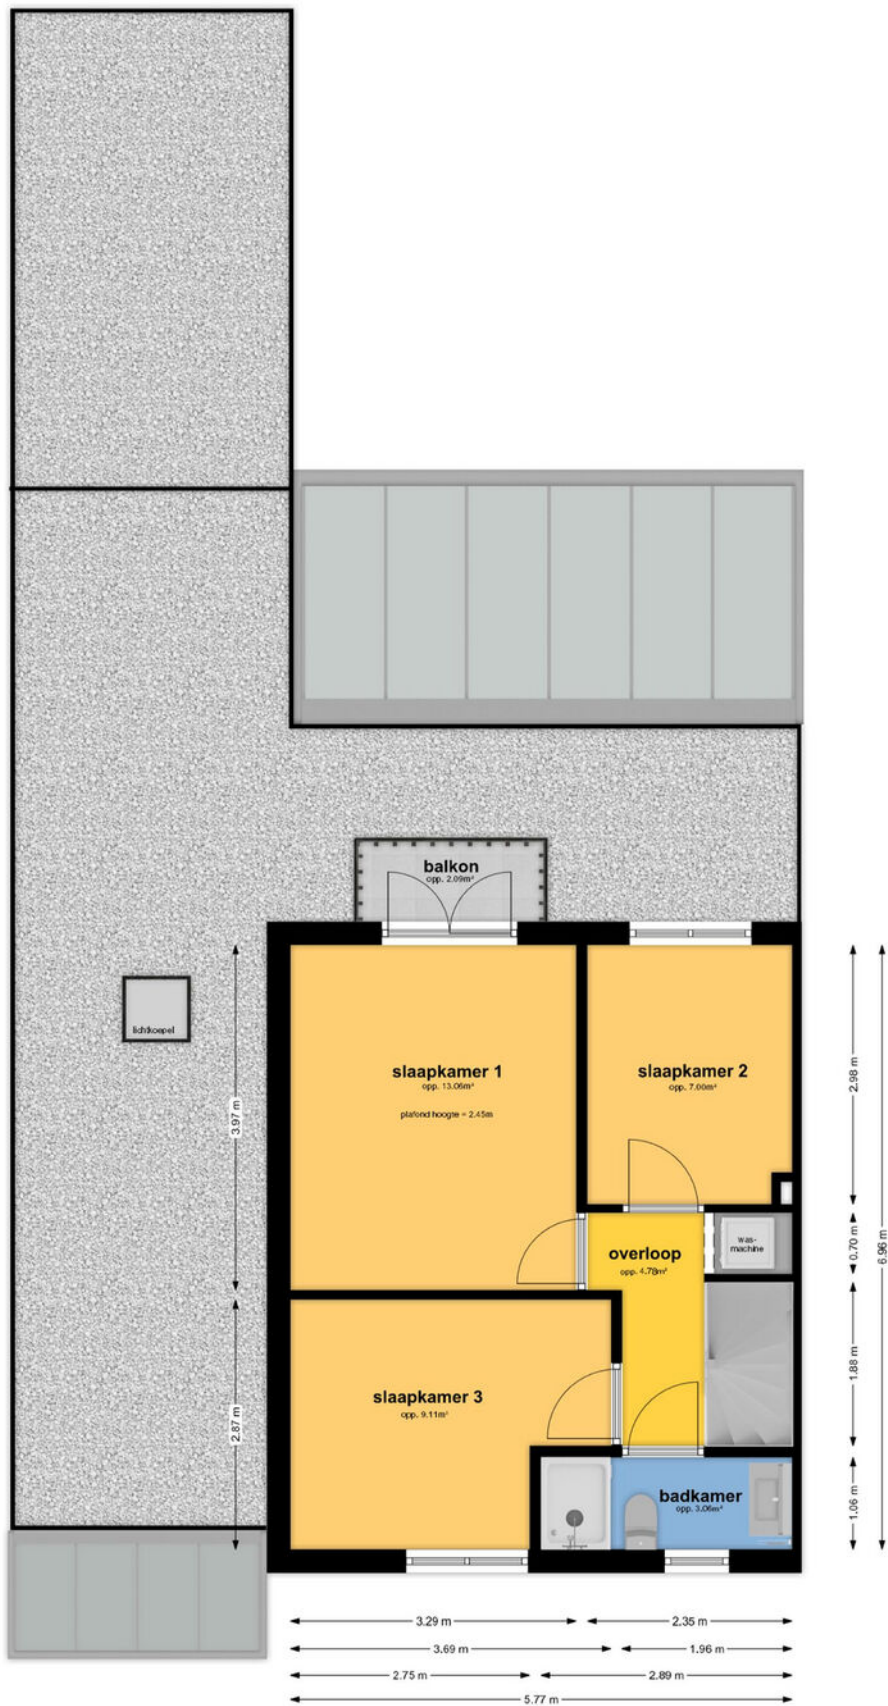 balkon
opp. 2.09m²
lichtkoepel
slaapkamer 1
opp. 13.06m²
plafond hoogte = 2.45m
slaapkamer 2
opp. 7.00m²
3.97 m
2.98 m
overloop
opp. 4.78m²
was-
machine
0.70 m
6.96 m
slaapkamer 3
opp. 9.11m²
2.87 m
1.88 m
badkamer
opp. 3.06m²
1.06 m
3.29 m
2.35 m
3.69 m
1.96 m
2.75 m
2.89 m
5.77 m